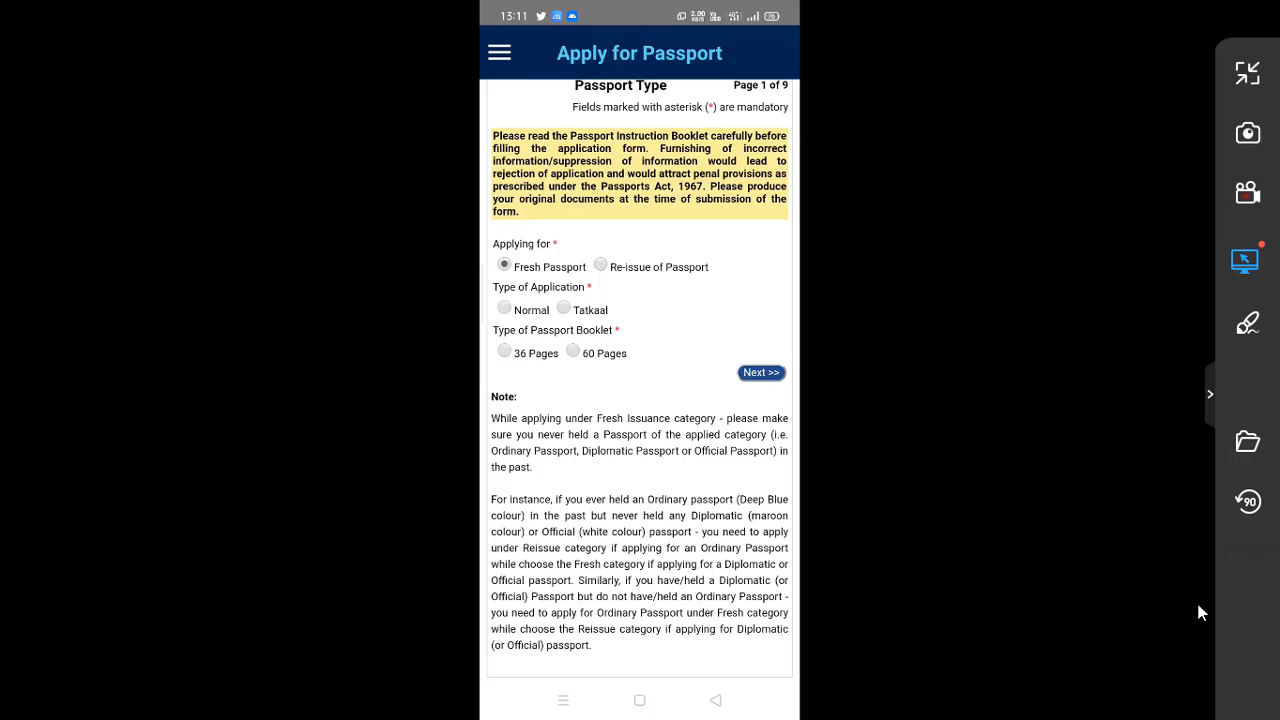 13:11 2.00 KB/S Vo 4G+
Apply for Passport
Passport Type Page 1 of 9
Fields marked with asterisk (*) are mandatory
Please read the Passport Instruction Booklet carefully before
filling the application form. Furnishing of incorrect
information/suppression of information would lead to
rejection of application and would attract penal provisions as
prescribed under the Passports Act, 1967. Please produce
your original documents at the time of submission of the
form.
Applying for *
Fresh Passport Re-issue of Passport
Type of Application *
Normal Tatkaal
Type of Passport Booklet *
36 Pages 60 Pages
Next >>
Note:
While applying under Fresh Issuance category - please make
sure you never held a Passport of the applied category (i.e.
Ordinary Passport, Diplomatic Passport or Official Passport) in
the past.
For instance, if you ever held an Ordinary passport (Deep Blue
colour) in the past but never held any Diplomatic (maroon
colour) or Official (white colour) passport - you need to apply
under Reissue category if applying for an Ordinary Passport
while choose the Fresh category if applying for a Diplomatic or
Official passport. Similarly, if you have/held a Diplomatic (or
Official) Passport but do not have/held an Ordinary Passport -
you need to apply for Ordinary Passport under Fresh category
while choose the Reissue category if applying for Diplomatic
(or Official) passport.
90